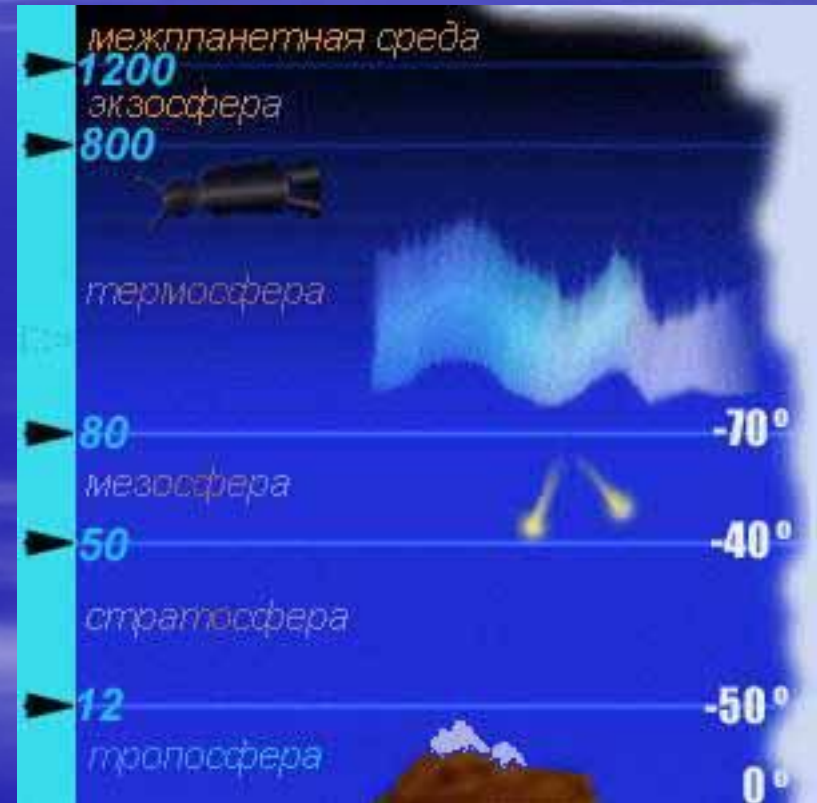 межпланетная среда
1200
экзосфера
800
термосфера
80 -70°
мезосфера
50 -40°
стратосфера
12 -50°
тропосфера
0°